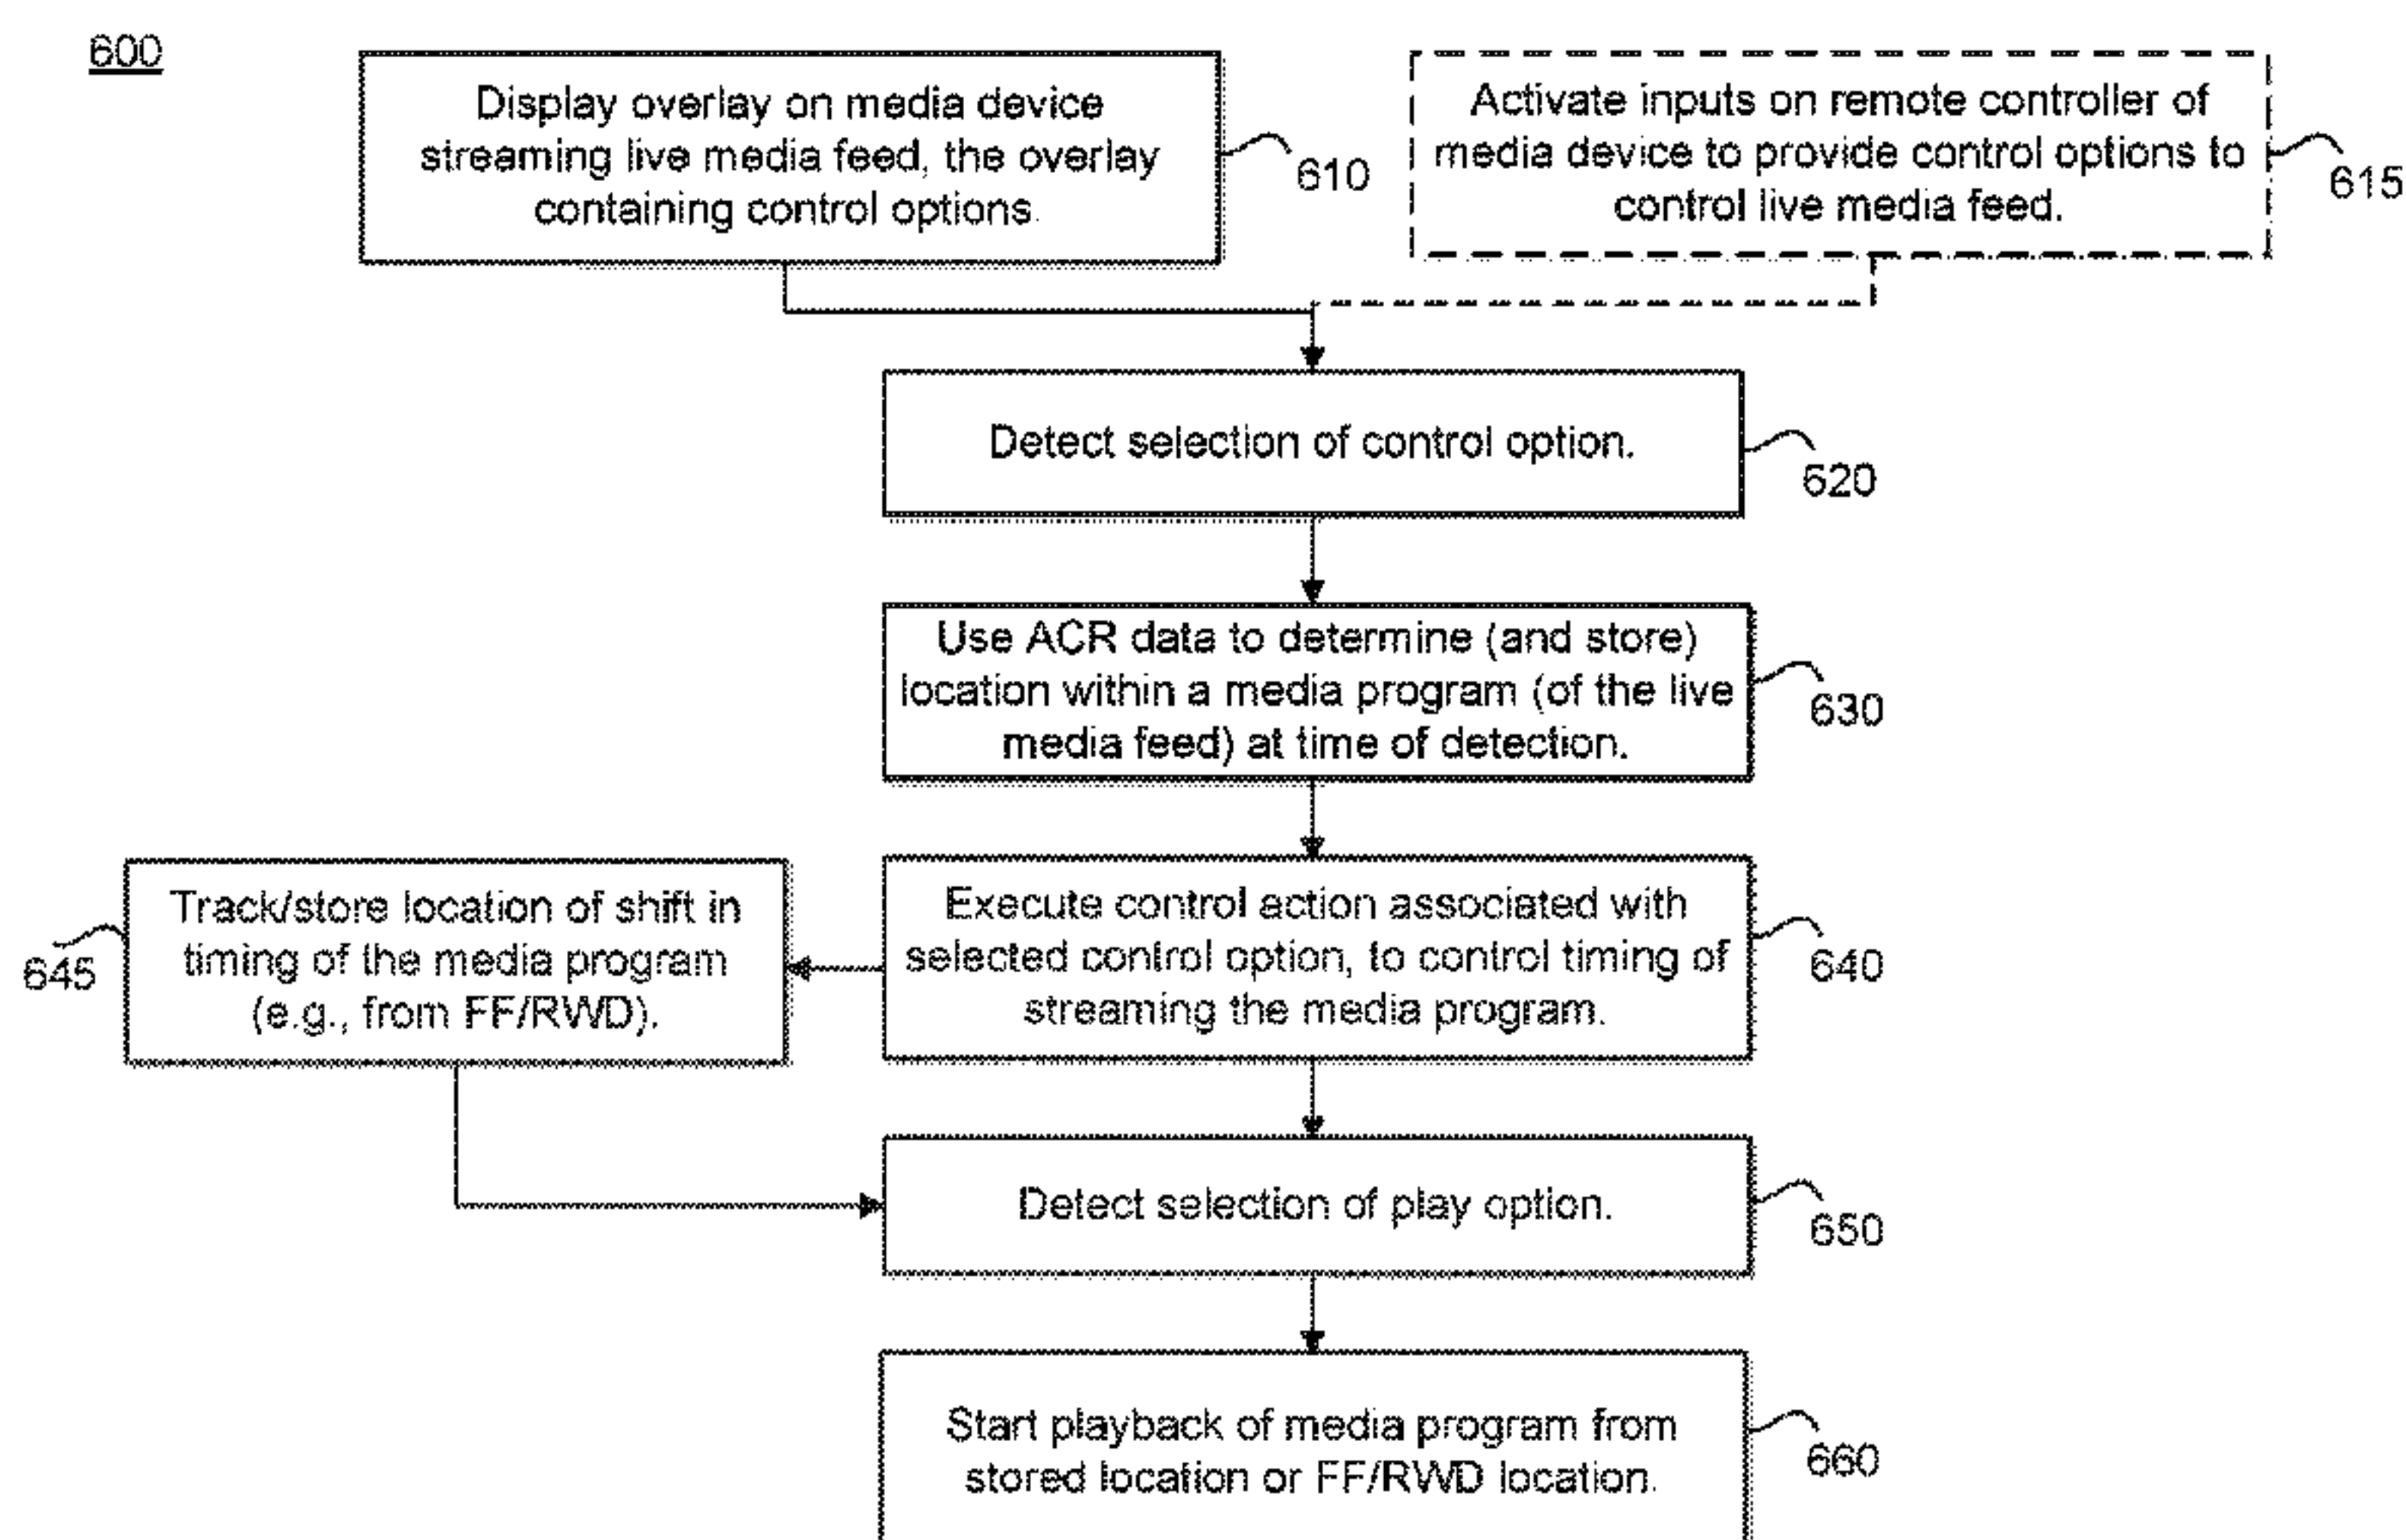 600
Display overlay on media device
streaming live media feed, the overlay
containing control options.
610
Activate inputs on remote controller of
media device to provide control options to
control live media feed.
615
Detect selection of control option.
620
Use ACR data to determine (and store)
location within a media program (of the live
media feed) at time of detection.
630
Execute control action associated with
selected control option, to control timing of
streaming the media program.
640
Track/store location of shift in
timing of the media program
(e.g., from FF/RWD).
645
Detect selection of play option.
650
Start playback of media program from
stored location or FF/RWD location.
660